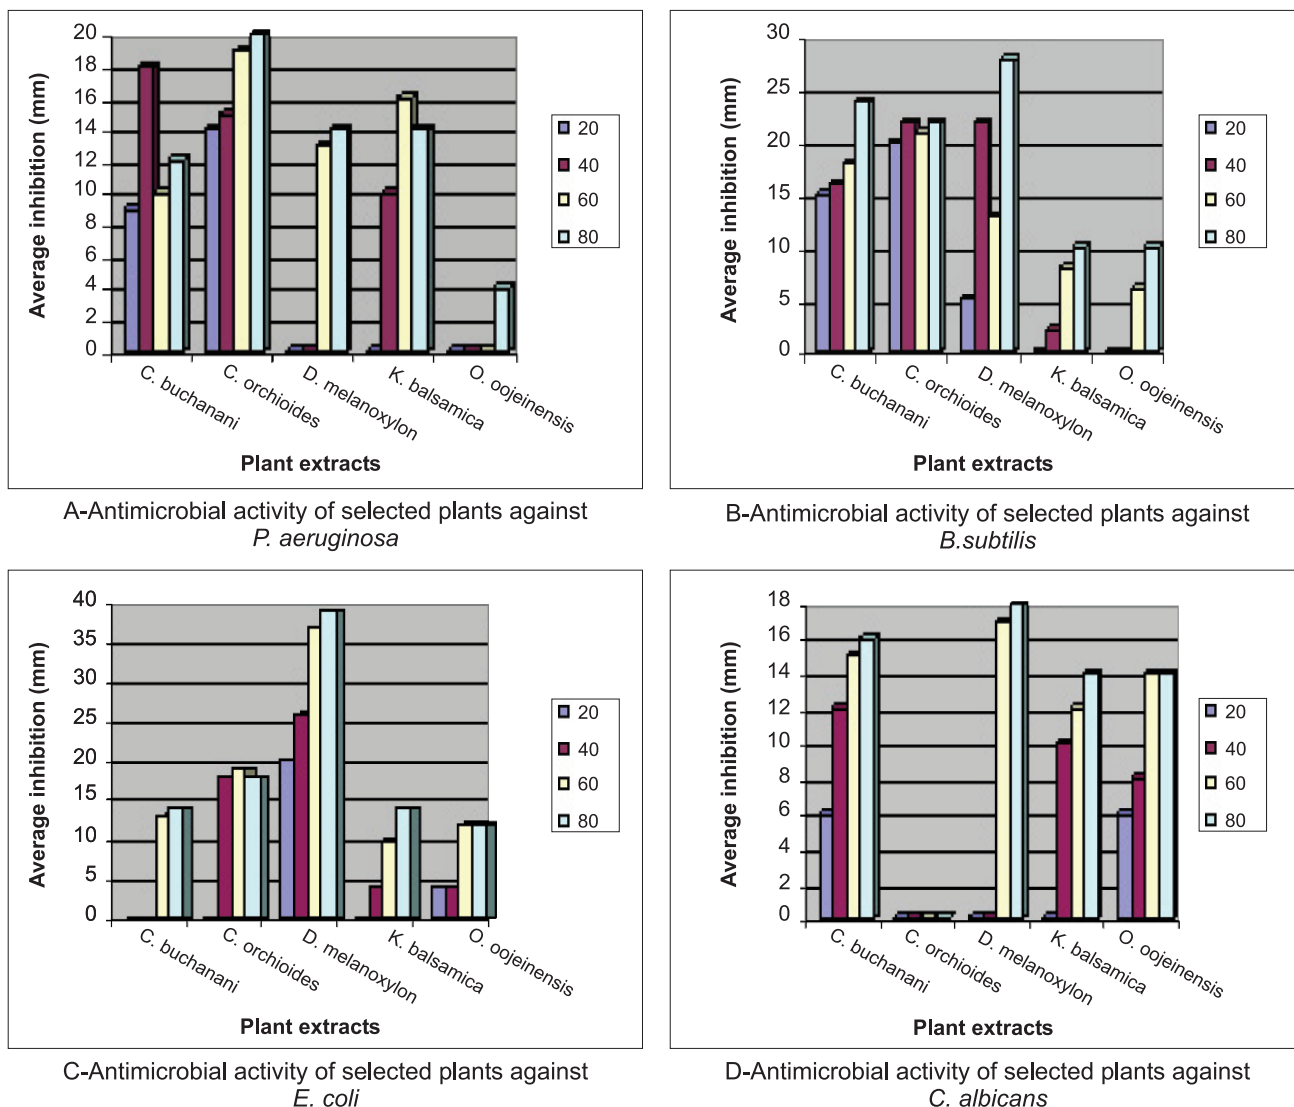 20
18
16
14
12
10
8
6
4
2
0
Average inhibition (mm)
C. buchanani
C. orchioides
D. melanoxylon
K. balsamica
O. oojeinensis
Plant extracts
20
40
60
80
A-Antimicrobial activity of selected plants against
P. aeruginosa
30
25
20
15
10
5
0
Average inhibition (mm)
C. buchanani
C. orchioides
D. melanoxylon
K. balsamica
O. oojeinensis
Plant extracts
20
40
60
80
B-Antimicrobial activity of selected plants against
B.subtilis
40
35
30
25
20
15
10
5
0
Average inhibition (mm)
C. buchanani
C. orchioides
D. melanoxylon
K. balsamica
O. oojeinensis
Plant extracts
20
40
60
80
C-Antimicrobial activity of selected plants against
E. coli
18
16
14
12
10
8
6
4
2
0
Average inhibition (mm)
C. buchanani
C. orchioides
D. melanoxylon
K. balsamica
O. oojeinensis
Plant extracts
20
40
60
80
D-Antimicrobial activity of selected plants against
C. albicans